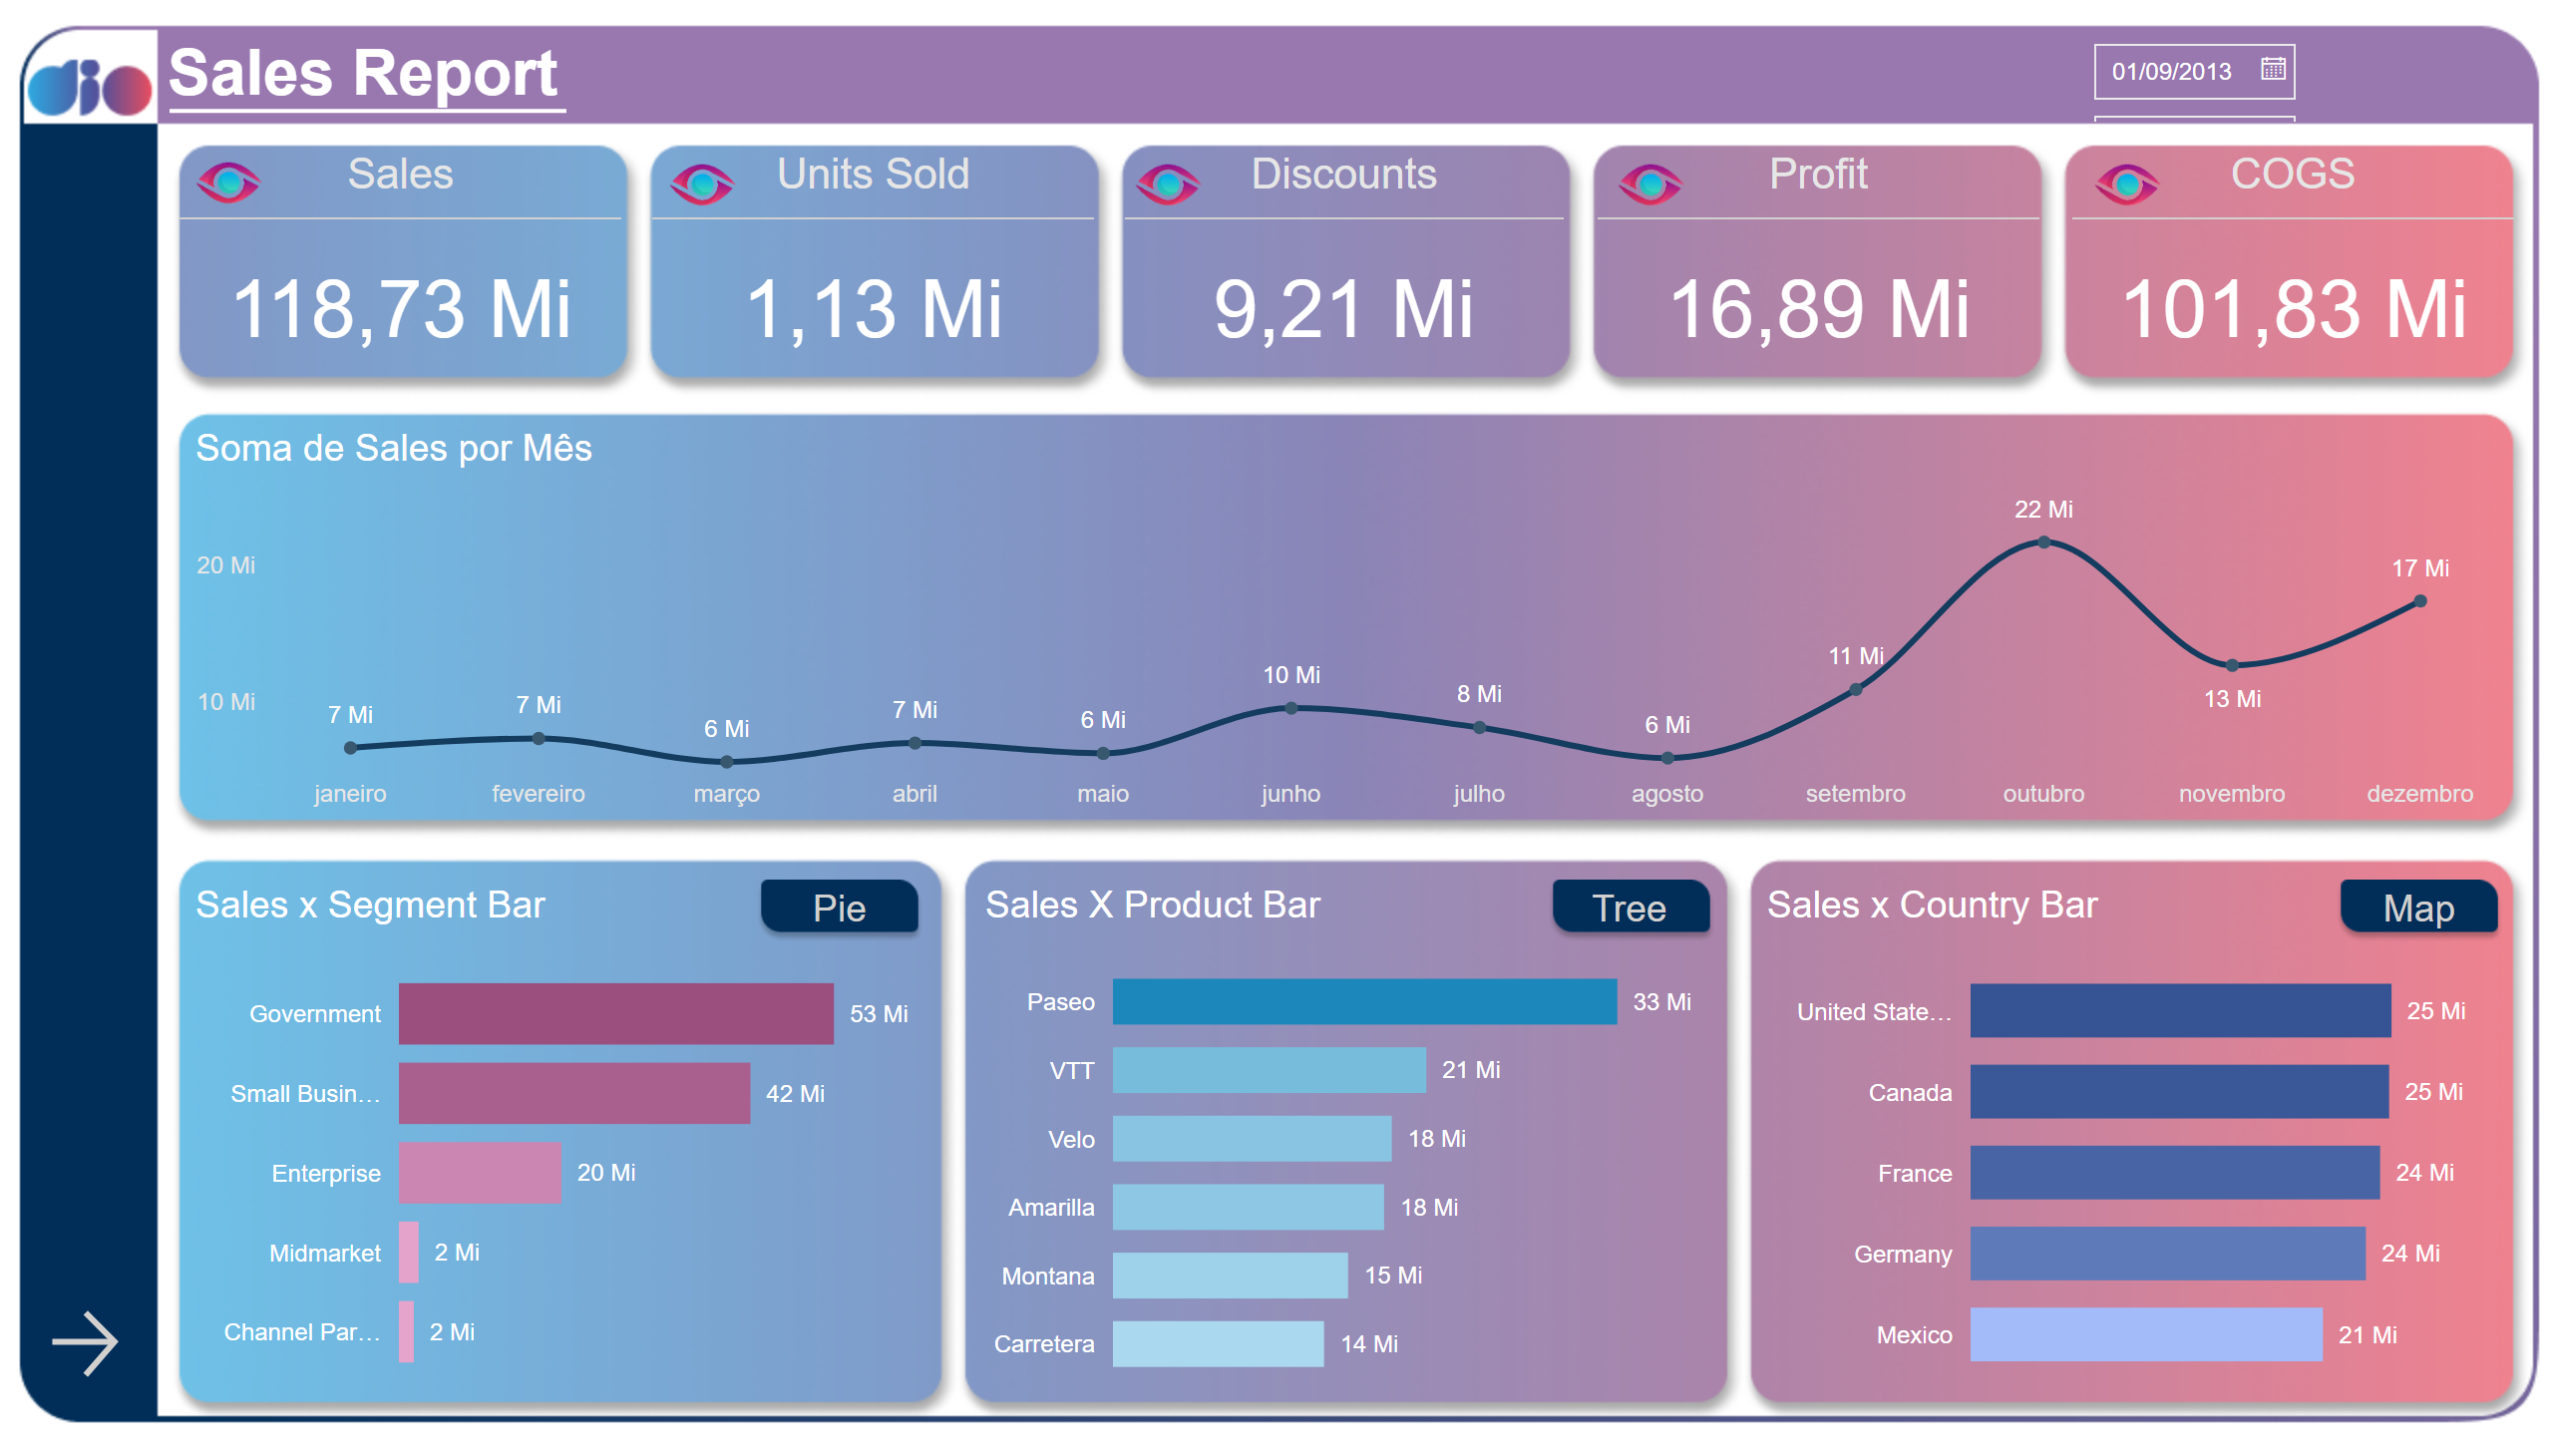 dio
Sales Report
01/09/2013
Sales
118,73 Mi
Units Sold
1,13 Mi
Discounts
9,21 Mi
Profit
16,89 Mi
COGS
101,83 Mi
Soma de Sales por Mês
20 Mi
10 Mi
7 Mi
7 Mi
6 Mi
7 Mi
6 Mi
10 Mi
8 Mi
6 Mi
11 Mi
22 Mi
13 Mi
17 Mi
janeiro
fevereiro
março
abril
maio
junho
julho
agosto
setembro
outubro
novembro
dezembro
Sales x Segment Bar
Pie
Government 53 Mi
Small Busin... 42 Mi
Enterprise 20 Mi
Midmarket 2 Mi
Channel Par... 2 Mi
Sales X Product Bar
Tree
Paseo 33 Mi
VTT 21 Mi
Velo 18 Mi
Amarilla 18 Mi
Montana 15 Mi
Carretera 14 Mi
Sales x Country Bar
Map
United State... 25 Mi
Canada 25 Mi
France 24 Mi
Germany 24 Mi
Mexico 21 Mi